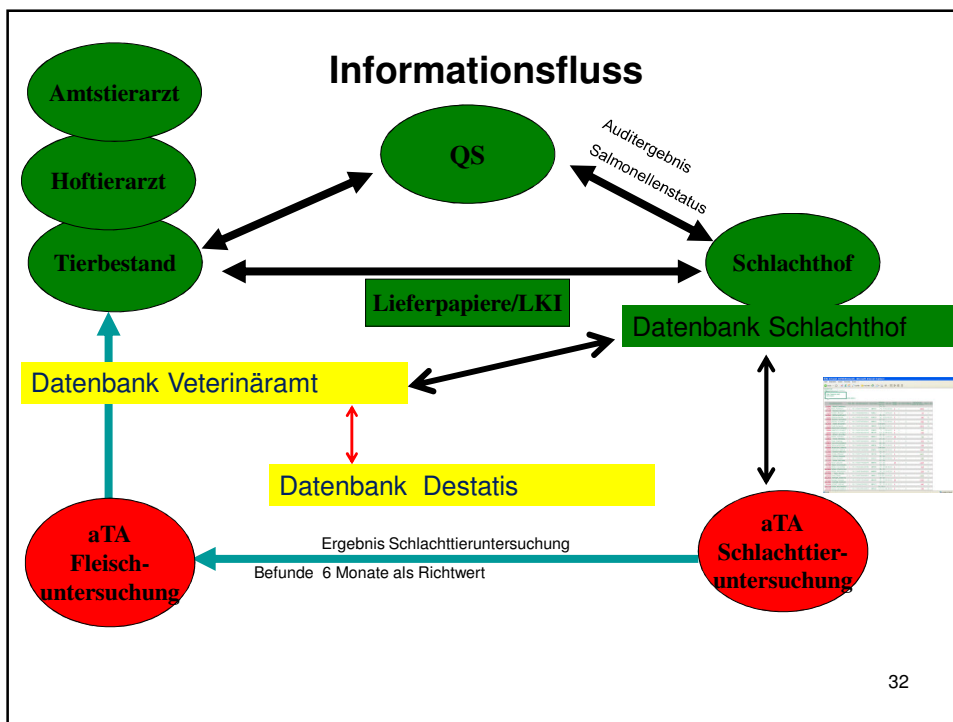 Informationsfluss
Amtstierarzt
Hoftierarzt
Tierbestand
QS
Auditergebnis
Salmonellenstatus
Schlachthof
Lieferpapiere/LKI
Datenbank Schlachthof
Datenbank Veterinäramt
Datenbank Destatis
aTA
Fleisch-
untersuchung
Ergebnis Schlachttieruntersuchung
Befunde 6 Monate als Richtwert
aTA
Schlachttier-
untersuchung
32